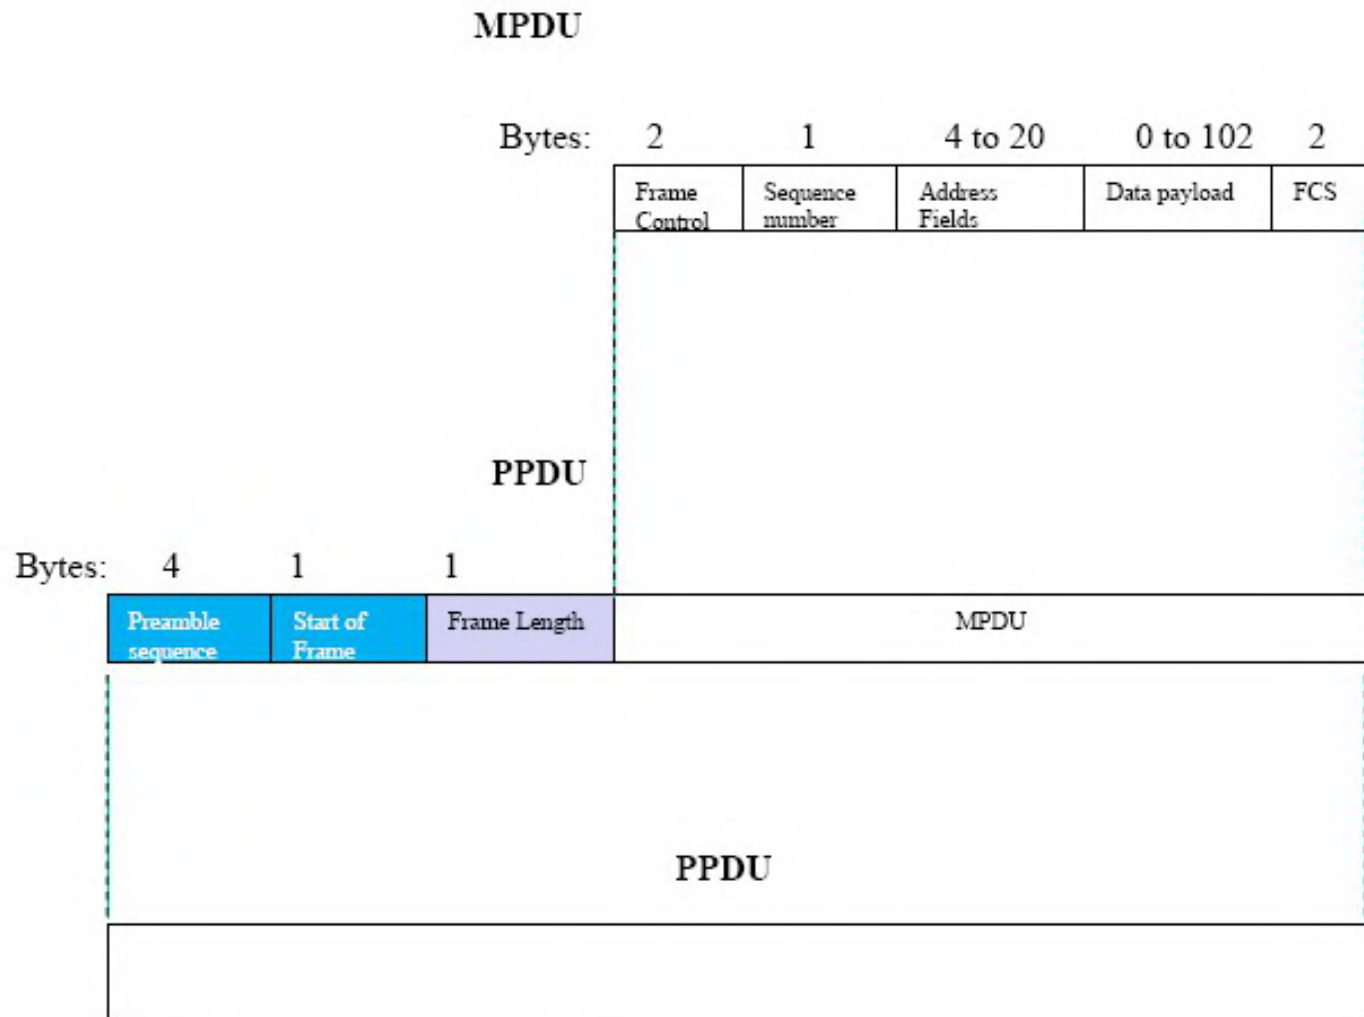 MPDU
Bytes: 2 1 4 to 20 0 to 102 2
Frame Control
Sequence number
Address Fields
Data payload
FCS
PPDU
Bytes: 4 1 1
Preamble sequence
Start of Frame
Frame Length
MPDU
PPDU